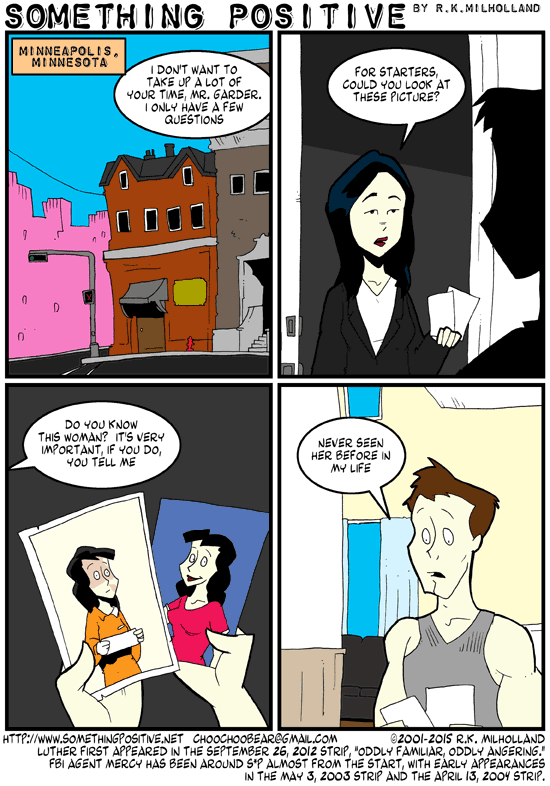 SOMETHING POSITIVE BY R.K.MILHOLLAND
MINNEAPOLIS,
MINNESOTA
I DON'T WANT TO
TAKE UP A LOT OF
YOUR TIME, MR. GARDER.
I ONLY HAVE A FEW
QUESTIONS
FOR STARTERS,
COULD YOU LOOK AT
THESE PICTURE?
DO YOU KNOW
THIS WOMAN? IT'S VERY
IMPORTANT, IF YOU DO,
YOU TELL ME
NEVER SEEN
HER BEFORE IN
MY LIFE
HTTP://WWW.SOMETHINGPOSITIVE.NET CHOOCHOOBEAR@GMAIL.COM ©2001-2015 R.K. MILHOLLAND
LUTHER FIRST APPEARED IN THE SEPTEMBER 26, 2012 STRIP, "ODDLY FAMILIAR, ODDLY ANGERING."
FBI AGENT MERCY HAS BEEN AROUND S*P ALMOST FROM THE START, WITH EARLY APPEARANCES
IN THE MAY 3, 2003 STRIP AND THE APRIL 13, 2004 STRIP.